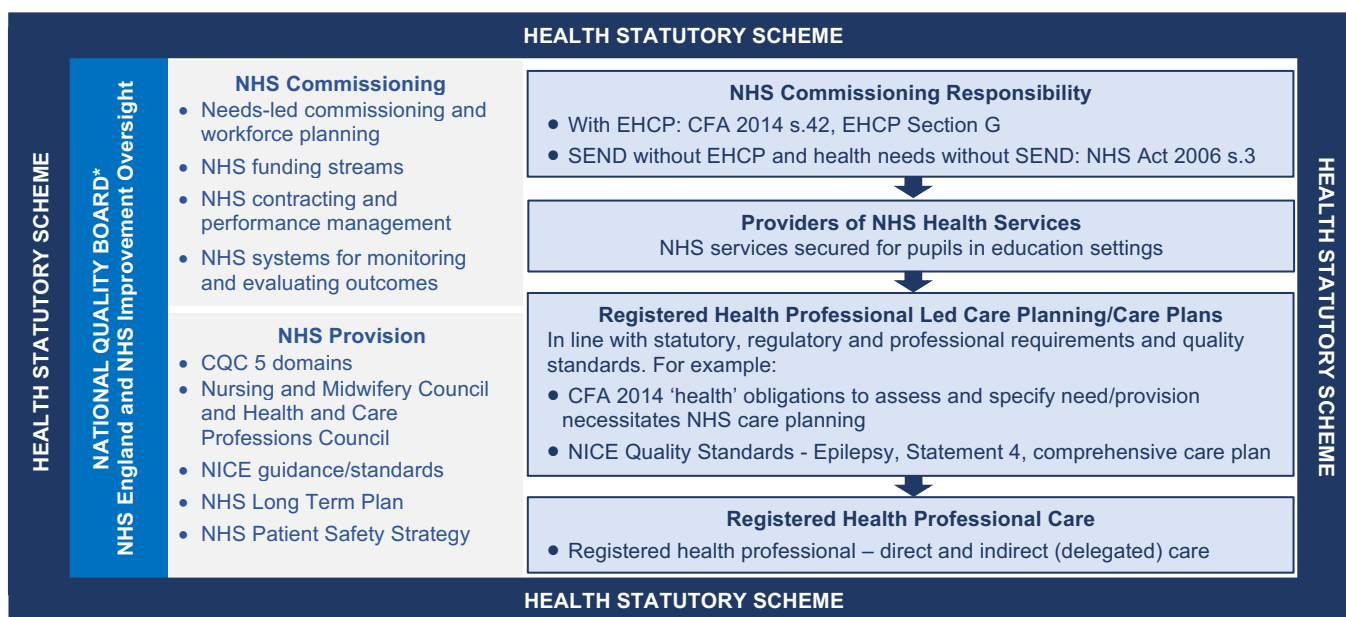 HEALTH STATUTORY SCHEME
HEALTH STATUTORY SCHEME
NATIONAL QUALITY BOARD*
NHS England and NHS Improvement Oversight
NHS Commissioning
• Needs-led commissioning and
workforce planning
• NHS funding streams
• NHS contracting and
performance management
• NHS systems for monitoring
and evaluating outcomes
NHS Provision
• CQC 5 domains
• Nursing and Midwifery Council
and Health and Care
Professions Council
• NICE guidance/standards
• NHS Long Term Plan
• NHS Patient Safety Strategy
NHS Commissioning Responsibility
• With EHCP: CFA 2014 s.42, EHCP Section G
• SEND without EHCP and health needs without SEND: NHS Act 2006 s.3
Providers of NHS Health Services
NHS services secured for pupils in education settings
Registered Health Professional Led Care Planning/Care Plans
In line with statutory, regulatory and professional requirements and quality
standards. For example:
• CFA 2014 ‘health’ obligations to assess and specify need/provision
necessitates NHS care planning
• NICE Quality Standards - Epilepsy, Statement 4, comprehensive care plan
Registered Health Professional Care
• Registered health professional – direct and indirect (delegated) care
HEALTH STATUTORY SCHEME
HEALTH STATUTORY SCHEME